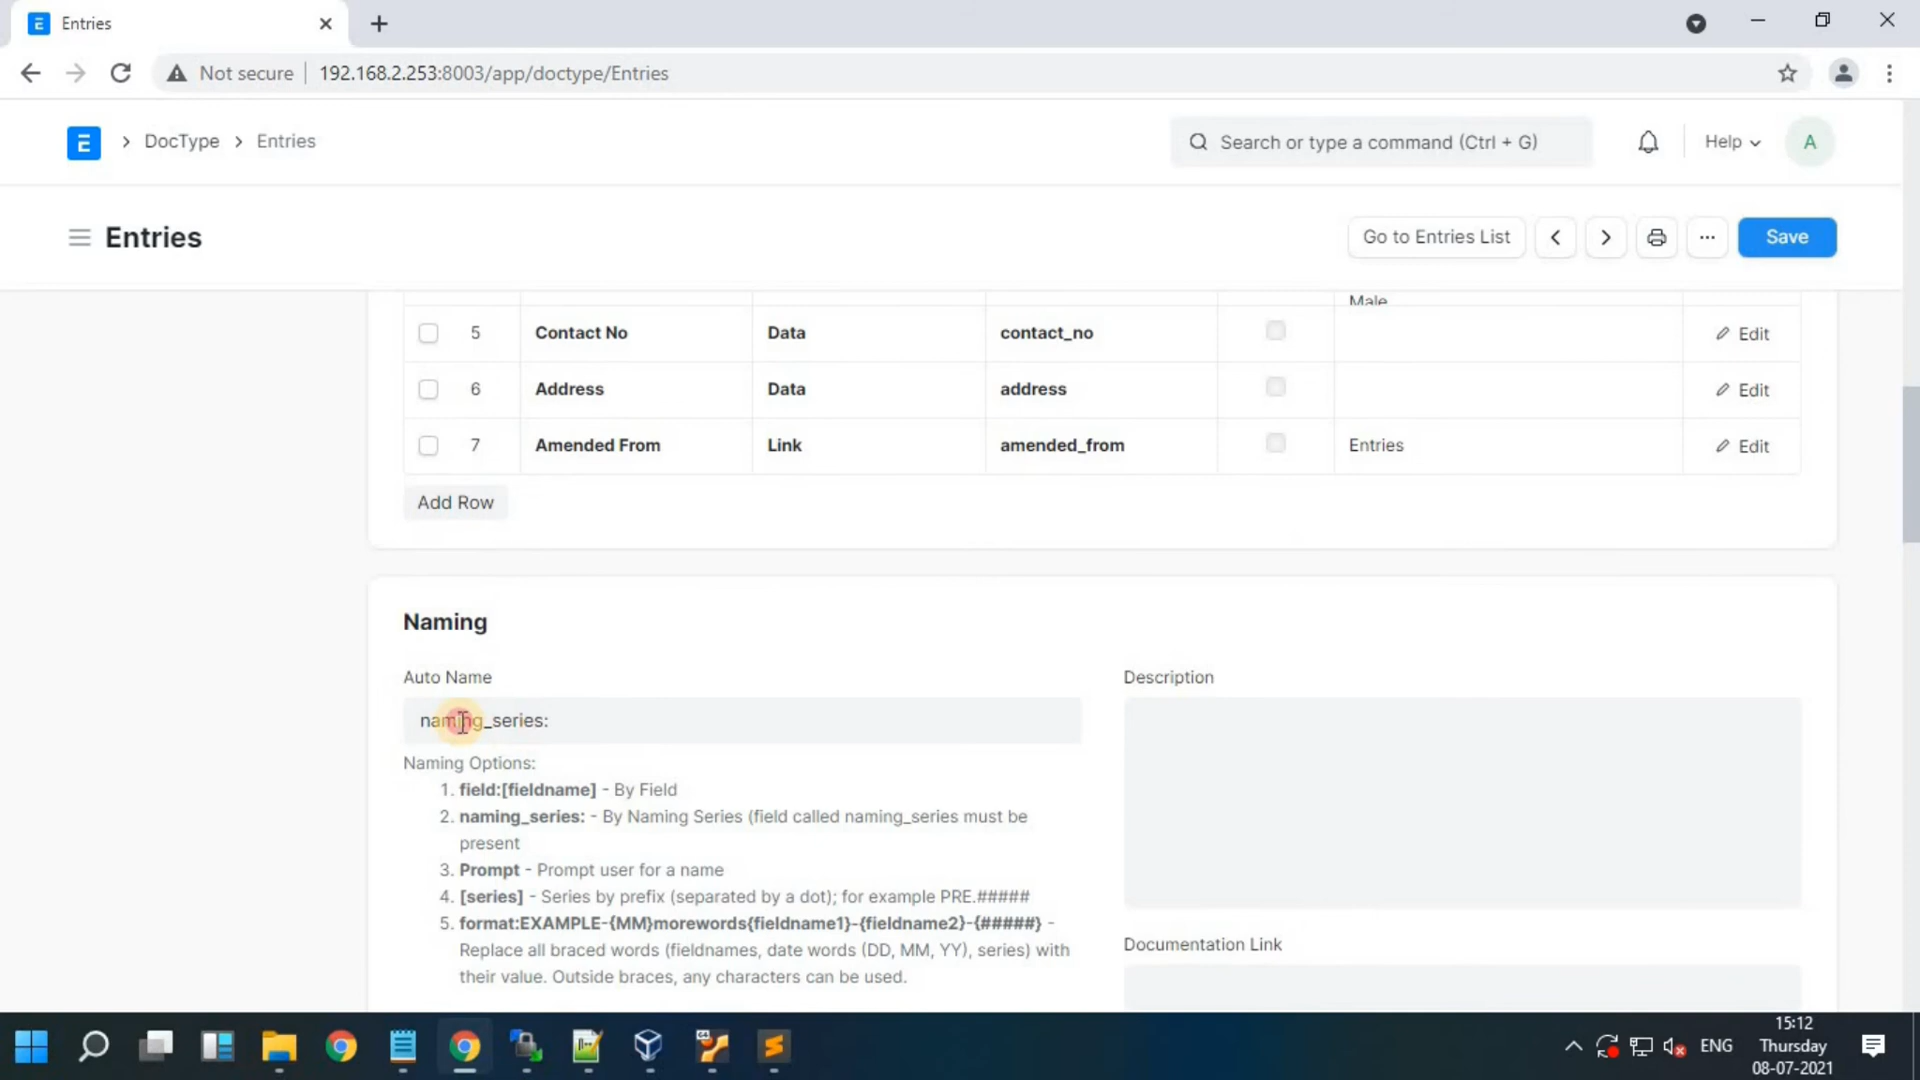 Entries
Not secure 192.168.2.253:8003/app/doctype/Entries
DocType Entries
Search or type a command (Ctrl + G)
Help
A
Entries
Go to Entries List
Save
Male
5 Contact No Data contact_no Edit
6 Address Data address Edit
7 Amended From Link amended_from Entries Edit
Add Row
Naming
Auto Name
Description
naming_series:
Naming Options:
1. field:[fieldname] - By Field
2. naming_series: - By Naming Series (field called naming_series must be
present
3. Prompt - Prompt user for a name
4. [series] - Series by prefix (separated by a dot); for example PRE.#####
5. format:EXAMPLE-{MM}morewords{fieldname1}-{fieldname2}-{#####} -
Replace all braced words (fieldnames, date words (DD, MM, YY), series) with
their value. Outside braces, any characters can be used.
Documentation Link
ENG
15:12
Thursday
08-07-2021